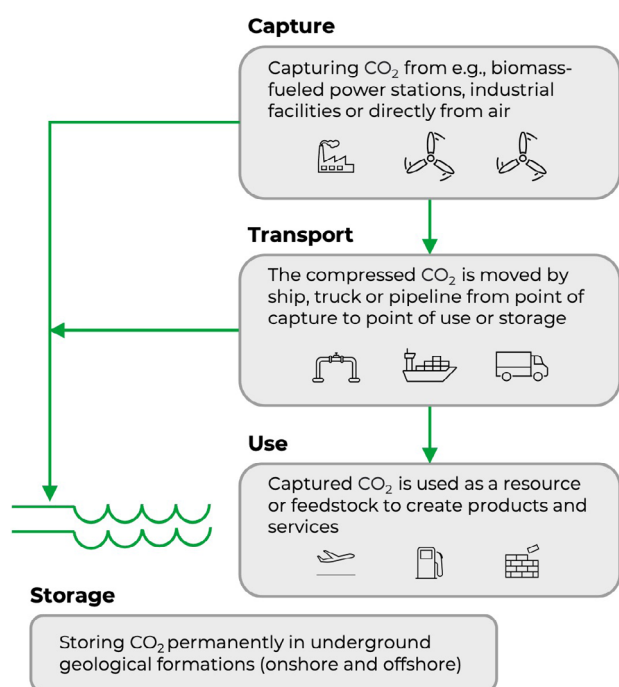 Capture
Capturing CO₂ from e.g., biomass-
fueled power stations, industrial
facilities or directly from air
Transport
The compressed CO₂ is moved by
ship, truck or pipeline from point of
capture to point of use or storage
Use
Captured CO₂ is used as a resource
or feedstock to create products and
services
Storage
Storing CO₂ permanently in underground
geological formations (onshore and offshore)